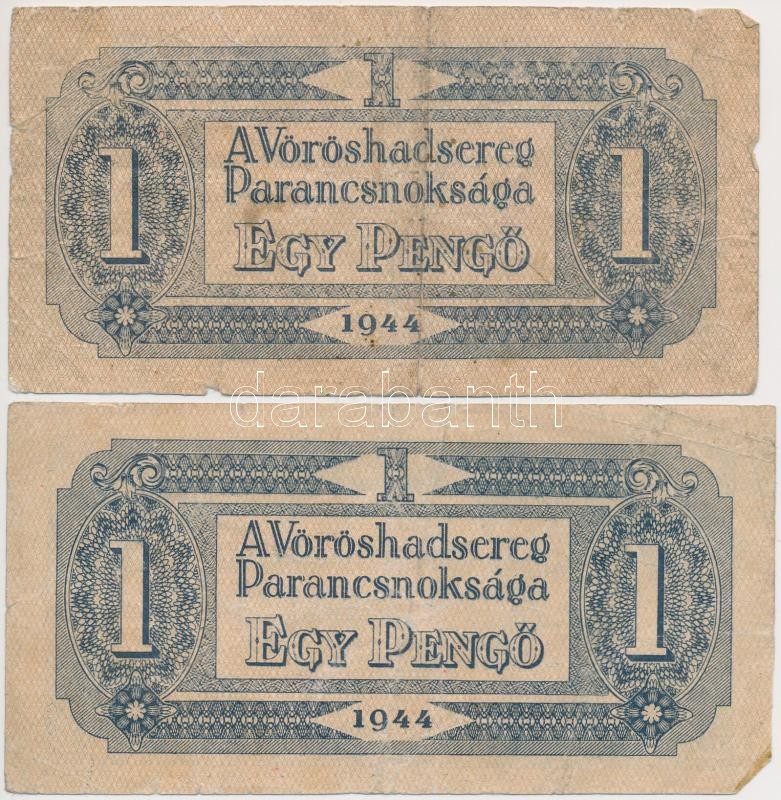 1
A Vöröshadsereg
1 Parancsnoksága 1
EGY PENGŐ
1944
darabanth
1
A Vöröshadsereg
1 Parancsnoksága 1
EGY PENGŐ
1944